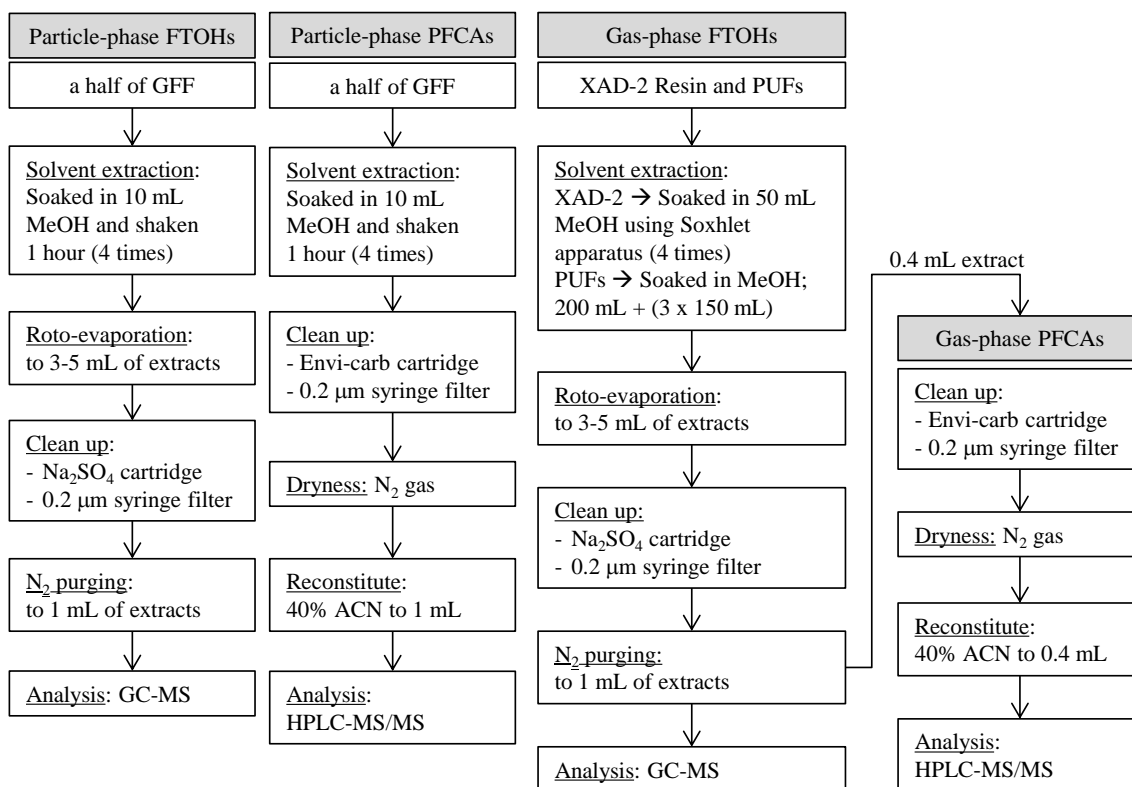 Particle-phase FTOHs
a half of GFF
Solvent extraction:
Soaked in 10 mL
MeOH and shaken
1 hour (4 times)
Roto-evaporation:
to 3-5 mL of extracts
Clean up:
- Na₂SO₄ cartridge
- 0.2 μm syringe filter
N₂ purging:
to 1 mL of extracts
Analysis: GC-MS
Particle-phase PFCAs
a half of GFF
Solvent extraction:
Soaked in 10 mL
MeOH and shaken
1 hour (4 times)
Clean up:
- Envi-carb cartridge
- 0.2 μm syringe filter
Dryness: N₂ gas
Reconstitute:
40% ACN to 1 mL
Analysis:
HPLC-MS/MS
Gas-phase FTOHs
XAD-2 Resin and PUFs
Solvent extraction:
XAD-2 → Soaked in 50 mL
MeOH using Soxhlet
apparatus (4 times)
PUFs → Soaked in MeOH;
200 mL + (3 x 150 mL)
Roto-evaporation:
to 3-5 mL of extracts
Clean up:
- Na₂SO₄ cartridge
- 0.2 μm syringe filter
N₂ purging:
to 1 mL of extracts
Analysis: GC-MS
0.4 mL extract
Gas-phase PFCAs
Clean up:
- Envi-carb cartridge
- 0.2 μm syringe filter
Dryness: N₂ gas
Reconstitute:
40% ACN to 0.4 mL
Analysis:
HPLC-MS/MS